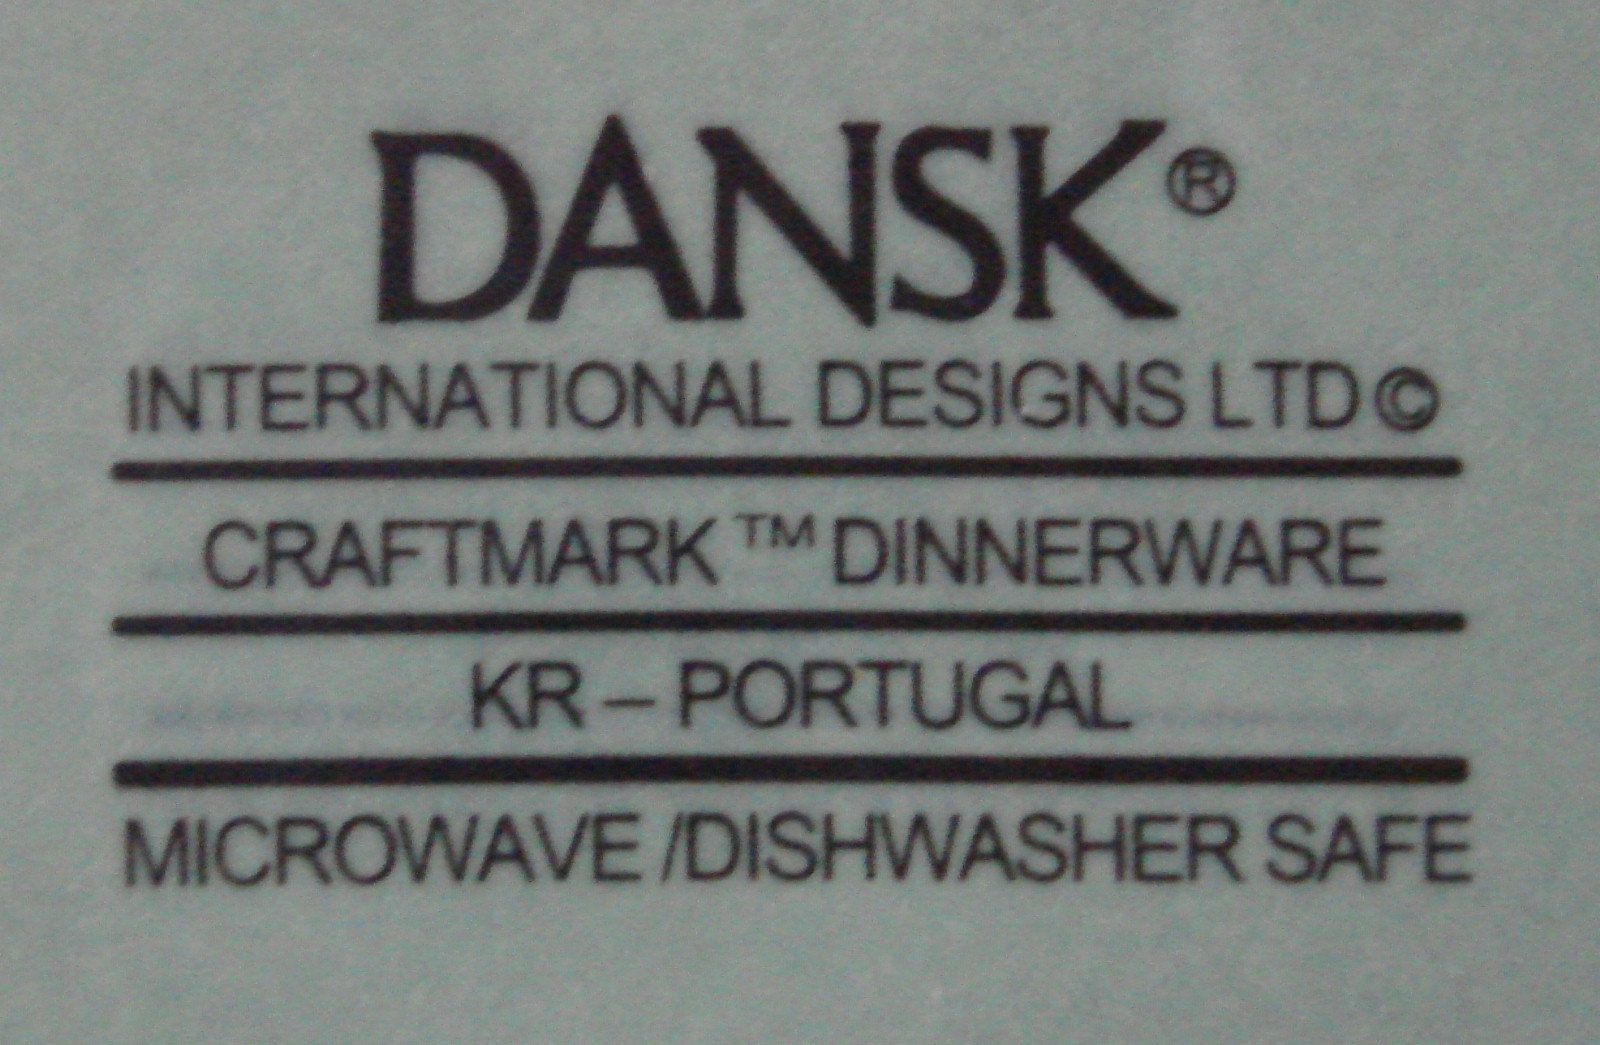 DANSK®
INTERNATIONAL DESIGNS LTD©
CRAFTMARK™ DINNERWARE
KR – PORTUGAL
MICROWAVE /DISHWASHER SAFE